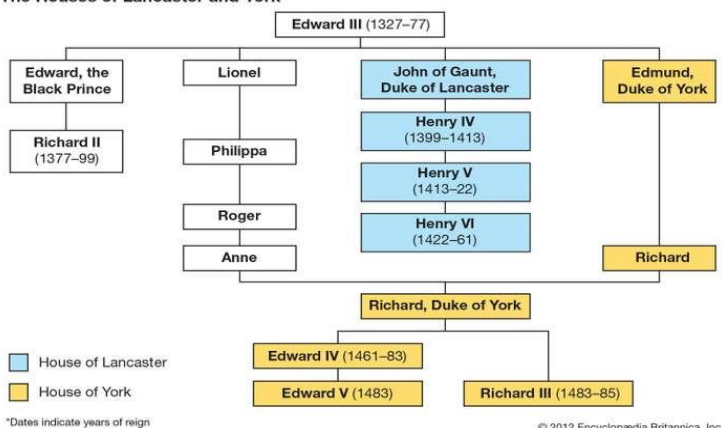 The Houses of Lancaster and York
Edward III (1327–77)
Edward, the
Black Prince
Lionel
John of Gaunt,
Duke of Lancaster
Edmund,
Duke of York
Richard II
(1377–99)
Philippa
Henry IV
(1399–1413)
Henry V
(1413–22)
Roger
Henry VI
(1422–61)
Anne
Richard
Richard, Duke of York
Edward IV (1461–83)
Edward V (1483)
Richard III (1483–85)
House of Lancaster
House of York
*Dates indicate years of reign
© 2012 Encyclopædia Britannica, Inc.